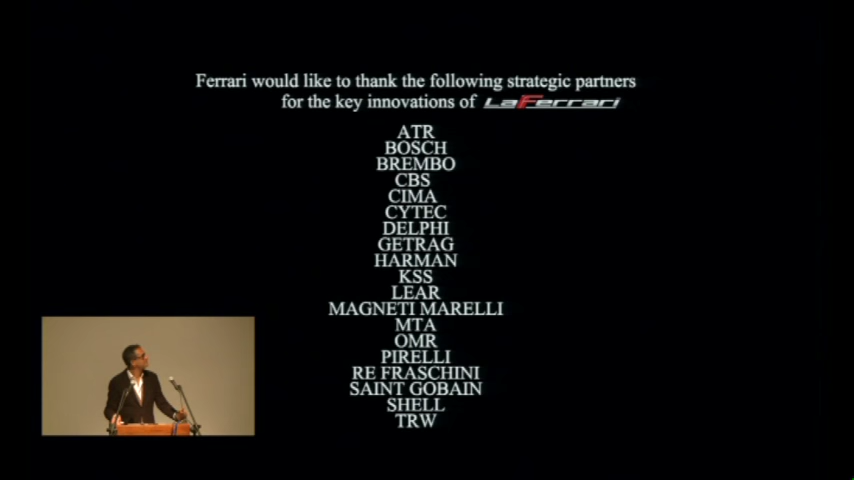 Ferrari would like to thank the following strategic partners
for the key innovations of LaFerrari
ATR
BOSCH
BREMBO
CBS
CIMA
CYTEC
DELPHI
GETRAG
HARMAN
KSS
LEAR
MAGNETI MARELLI
MTA
OMR
PIRELLI
RE FRASCHINI
SAINT GOBAIN
SHELL
TRW